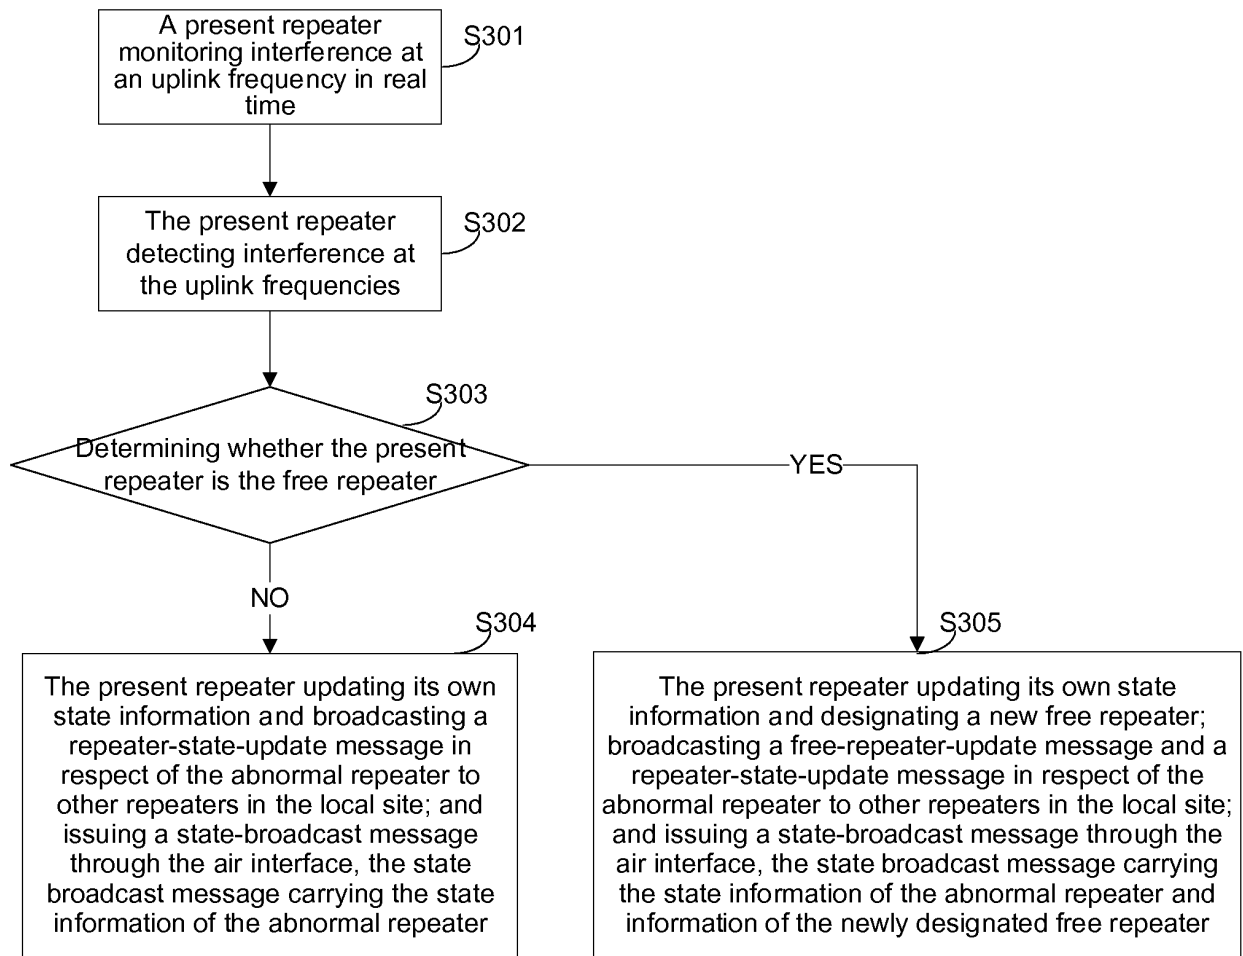 A present repeater
monitoring interference at
an uplink frequency in real
time
S301
The present repeater
detecting interference at
the uplink frequencies
S302
S303
Determining whether the present
repeater is the free repeater
YES
NO
S304
The present repeater updating its own
state information and broadcasting a
repeater-state-update message in
respect of the abnormal repeater to
other repeaters in the local site; and
issuing a state-broadcast message
through the air interface, the state
broadcast message carrying the state
information of the abnormal repeater
S305
The present repeater updating its own state
information and designating a new free repeater;
broadcasting a free-repeater-update message and a
repeater-state-update message in respect of the
abnormal repeater to other repeaters in the local site;
and issuing a state-broadcast message through the
air interface, the state broadcast message carrying
the state information of the abnormal repeater and
information of the newly designated free repeater